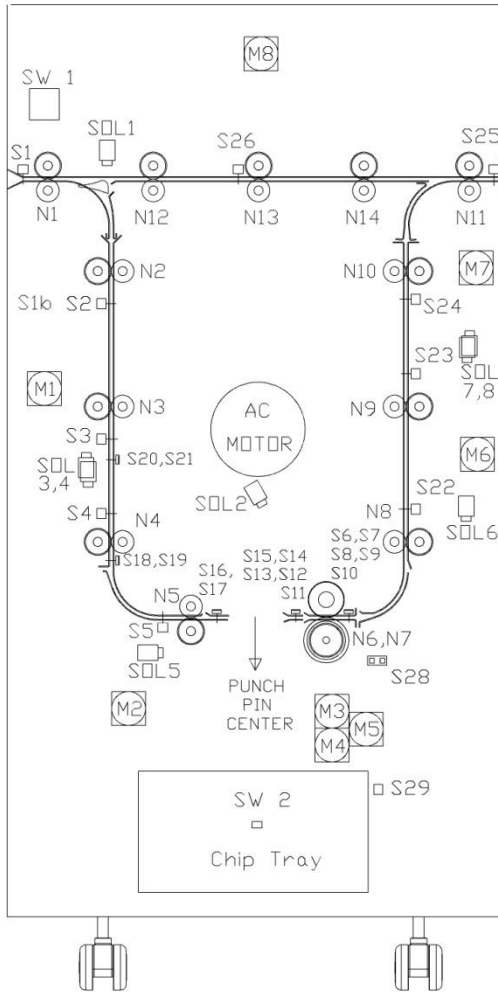 M8
SW 1
SOL1
S26
S25
S1
N1
N12
N13
N14
N11
N2
N10
M7
S1b
S2
S24
S23
SOL
7,8
M1
N3
AC
MOTOR
N9
S3
S20,S21
SOL
3,4
M6
SOL2
S22
S4
N4
N8
SOL6
S6,S7
S8,S9
S10
S18,S19
S15,S14
S13,S12
S11
S16,
S17
N5
S5
N6,N7
SOL5
S28
PUNCH
PIN
CENTER
M2
M3
M5
M4
S29
SW 2
Chip Tray